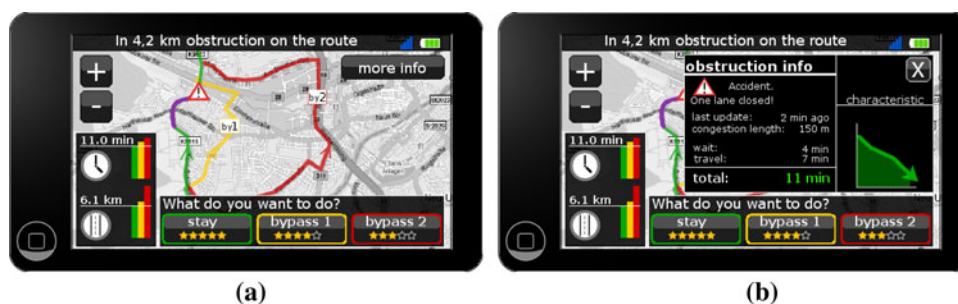 In 4,2 km obstruction on the route
+
more info
-
by2
by1
11.0 min
6.1 km
What do you want to do?
stay
bypass 1
bypass 2
(a)
In 4,2 km obstruction on the route
+
obstruction info
X
-
Accident.
One lane closed!
characteristic
last update: 2 min ago
congestion length: 150 m
wait: 4 min
travel: 7 min
total: 11 min
11.0 min
6.1 km
What do you want to do?
stay
bypass 1
bypass 2
(b)